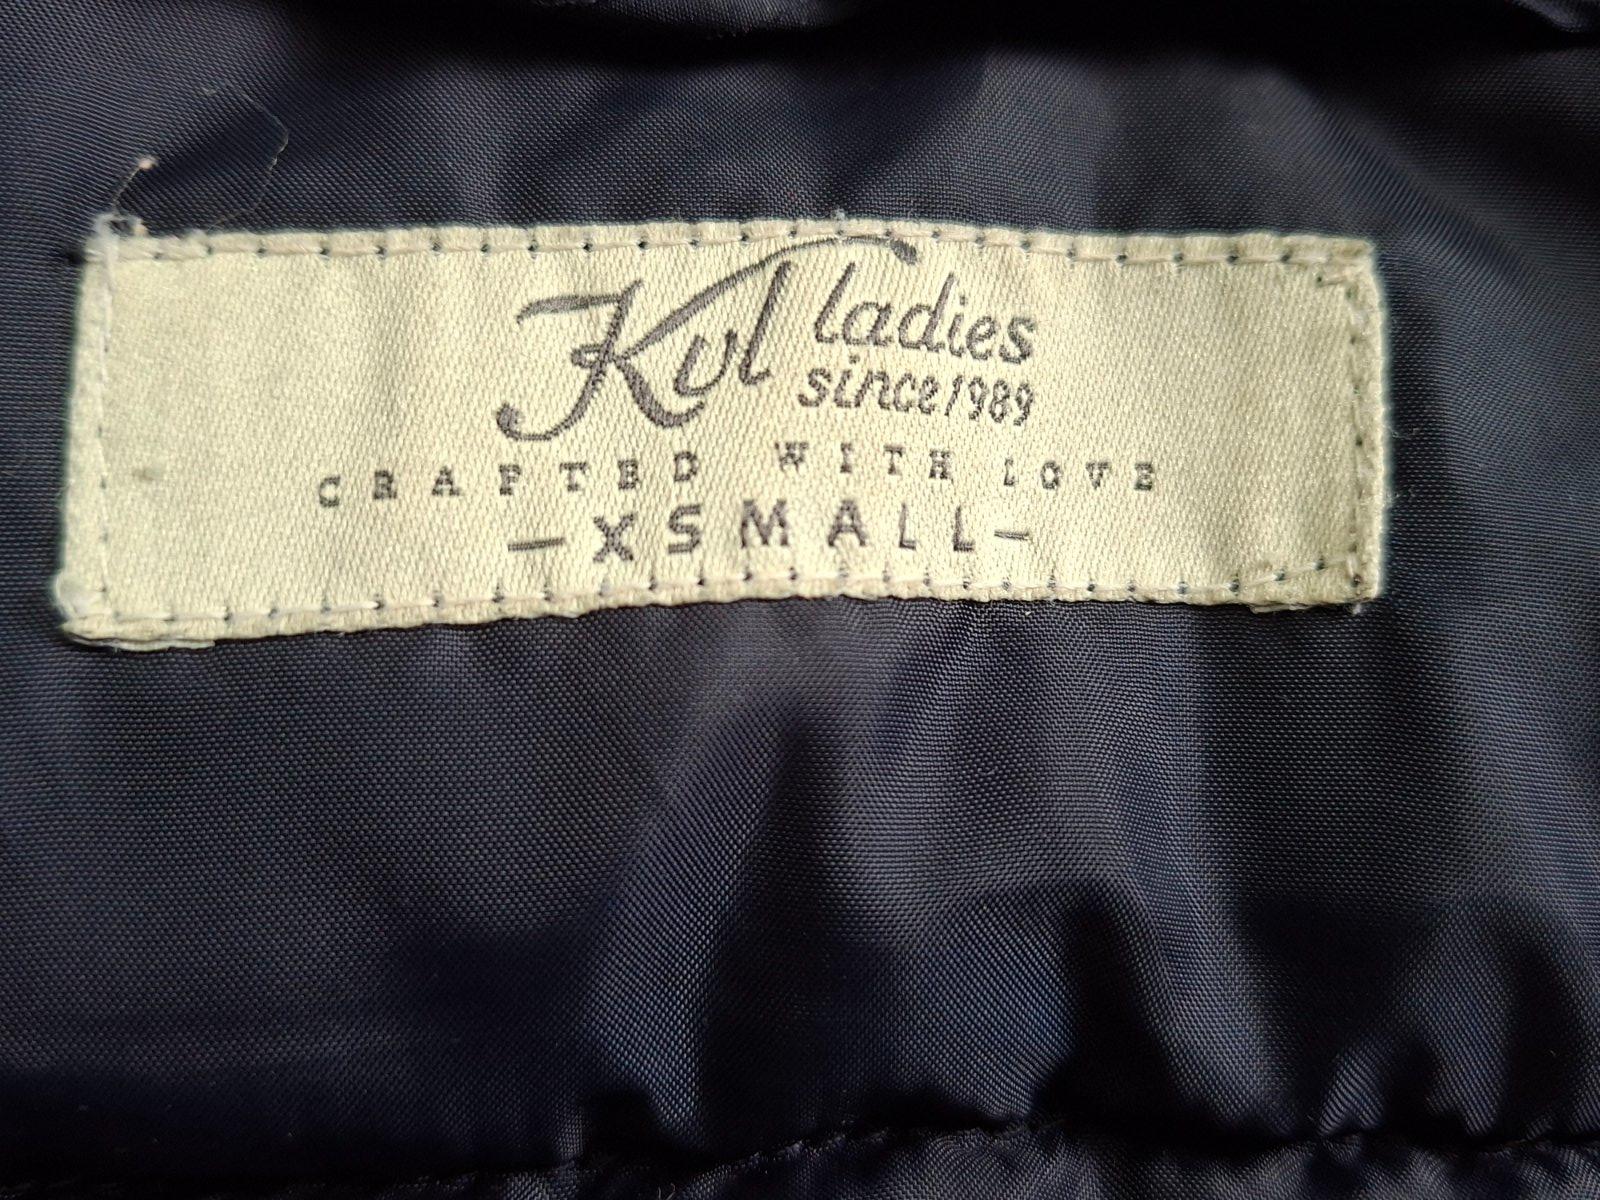 Kvl ladies
since 1989
CRAFTED WITH LOVE
-XSMALL-